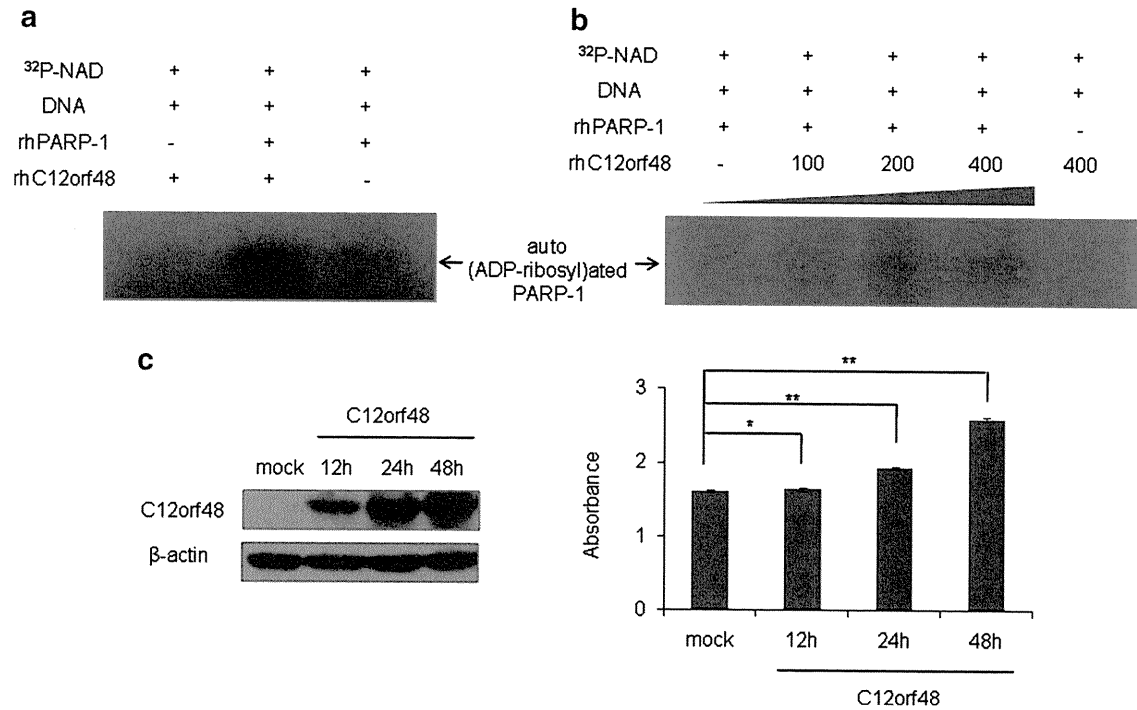 a
³²P-NAD + + +
DNA + + +
rhPARP-1 - + +
rhC12orf48 + + -
b
³²P-NAD + + + + +
DNA + + + + +
rhPARP-1 + + + + -
rhC12orf48 - 100 200 400 400
auto
(ADP-ribosyl)ated
PARP-1
c
C12orf48
mock 12h 24h 48h
C12orf48
β-actin
Absorbance
3
2
1
0
**
**
*
mock 12h 24h 48h
C12orf48